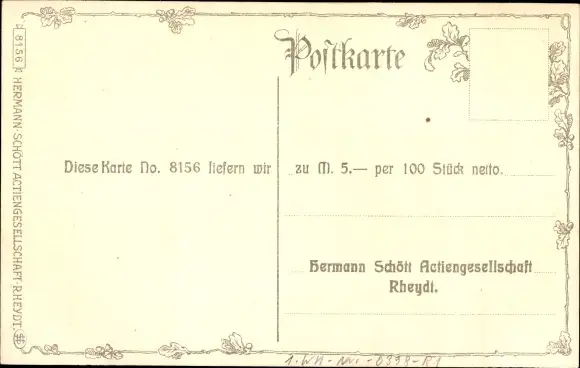 Postkarte
8156
HERMANN·SCHÖTT ACTIENGESELLSCHAFT·RHEYDT
Diese Karte No. 8156 liefern wir zu M. 5.— per 100 Stück netto.
Hermann Schött Actiengesellschaft
Rheydt.